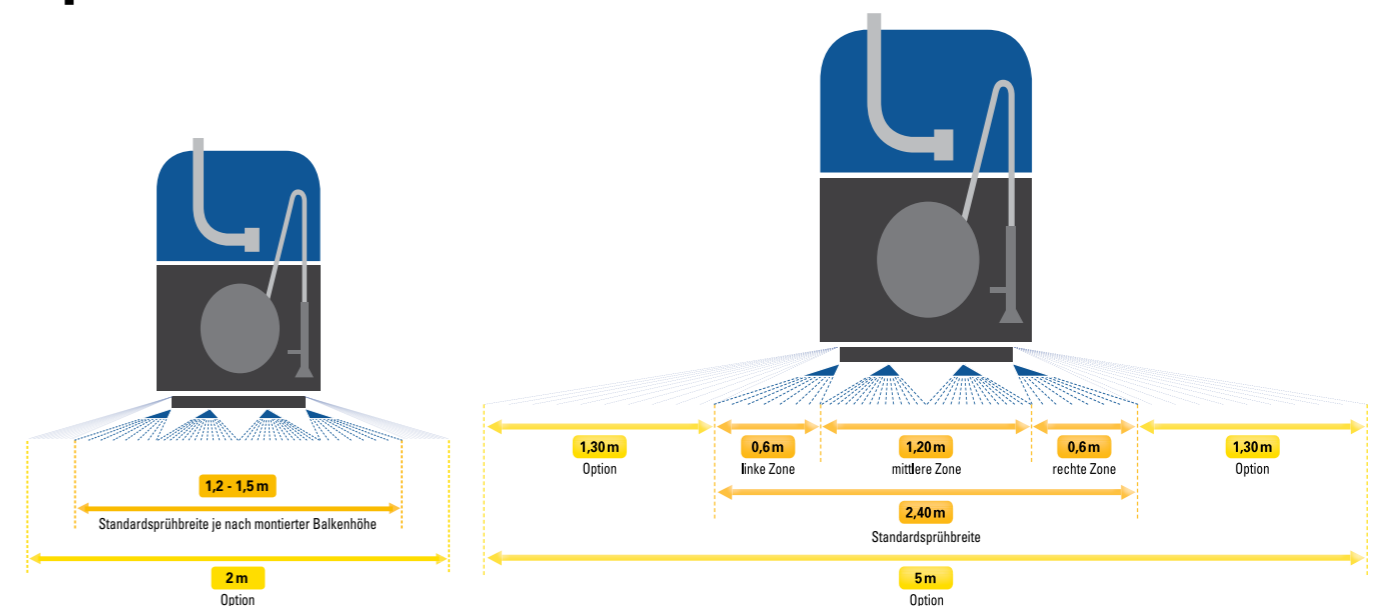 1,2 - 1,5 m
Standardsprühbreite je nach montierter Balkenhöhe
2 m
Option
1,30 m
Option
0,6 m
linke Zone
1,20 m
mittlere Zone
0,6 m
rechte Zone
1,30 m
Option
2,40 m
Standardsprühbreite
5 m
Option